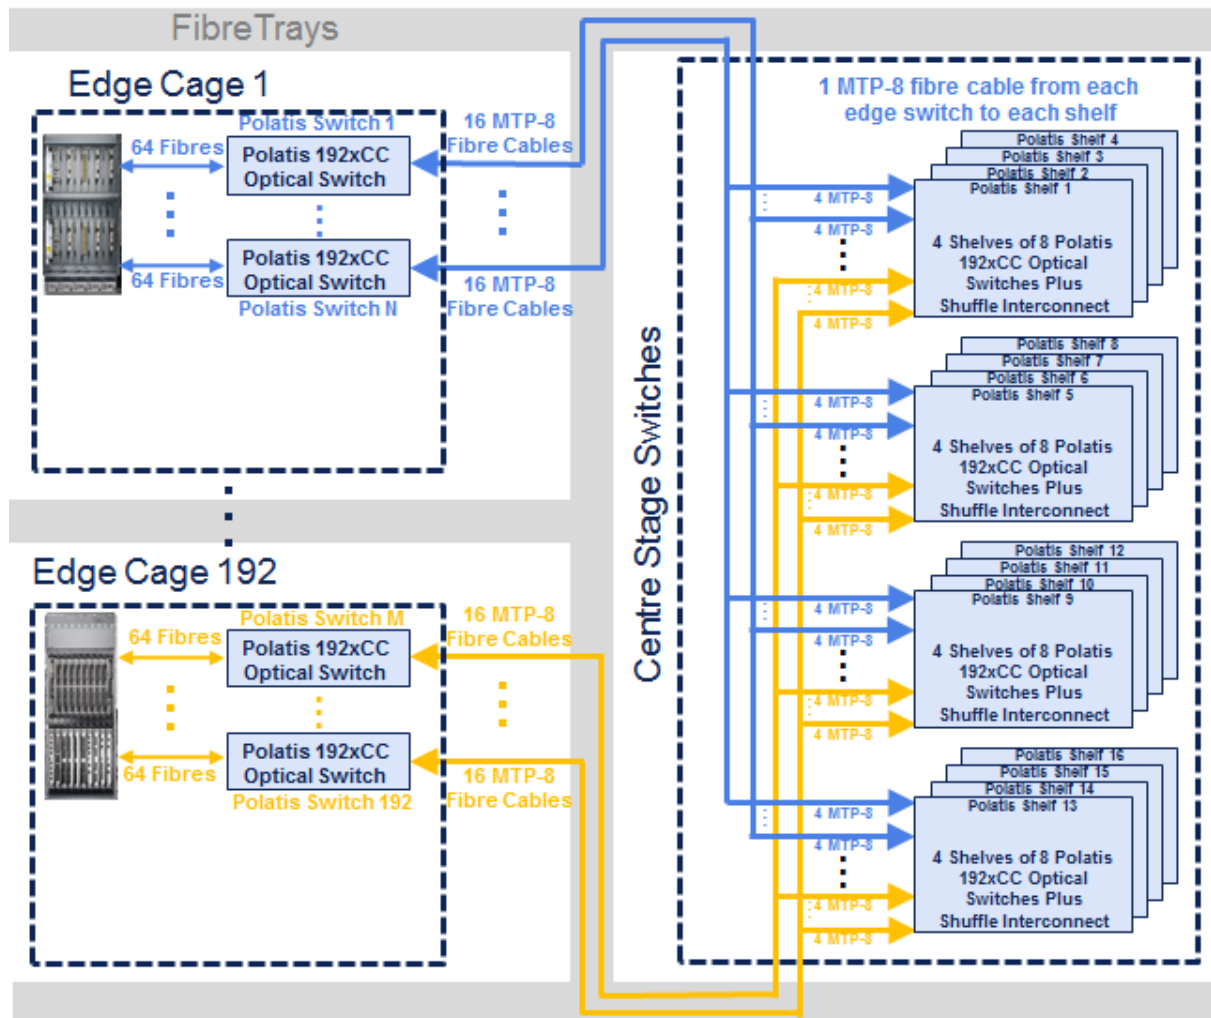 FibreTrays
Edge Cage 1
Polatis Switch 1
64 Fibres
Polatis 192xCC
Optical Switch
16 MTP-8
Fibre Cables
64 Fibres
Polatis 192xCC
Optical Switch
Polatis Switch N
16 MTP-8
Fibre Cables
Edge Cage 192
Polatis Switch M
64 Fibres
Polatis 192xCC
Optical Switch
16 MTP-8
Fibre Cables
64 Fibres
Polatis 192xCC
Optical Switch
Polatis Switch 192
16 MTP-8
Fibre Cables
Centre Stage Switches
1 MTP-8 fibre cable from each
edge switch to each shelf
Polatis Shelf 4
Polatis Shelf 3
Polatis Shelf 2
Polatis Shelf 1
4 MTP-8
4 MTP-8
4 MTP-8
4 MTP-8
4 Shelves of 8 Polatis
192xCC Optical
Switches Plus
Shuffle Interconnect
Polatis Shelf 8
Polatis Shelf 7
Polatis Shelf 6
Polatis Shelf 5
4 MTP-8
4 MTP-8
4 MTP-8
4 MTP-8
4 Shelves of 8 Polatis
192xCC Optical
Switches Plus
Shuffle Interconnect
Polatis Shelf 12
Polatis Shelf 11
Polatis Shelf 10
Polatis Shelf 9
4 MTP-8
4 MTP-8
4 MTP-8
4 MTP-8
4 Shelves of 8 Polatis
192xCC Optical
Switches Plus
Shuffle Interconnect
Polatis Shelf 16
Polatis Shelf 15
Polatis Shelf 14
Polatis Shelf 13
4 MTP-8
4 MTP-8
4 MTP-8
4 MTP-8
4 Shelves of 8 Polatis
192xCC Optical
Switches Plus
Shuffle Interconnect